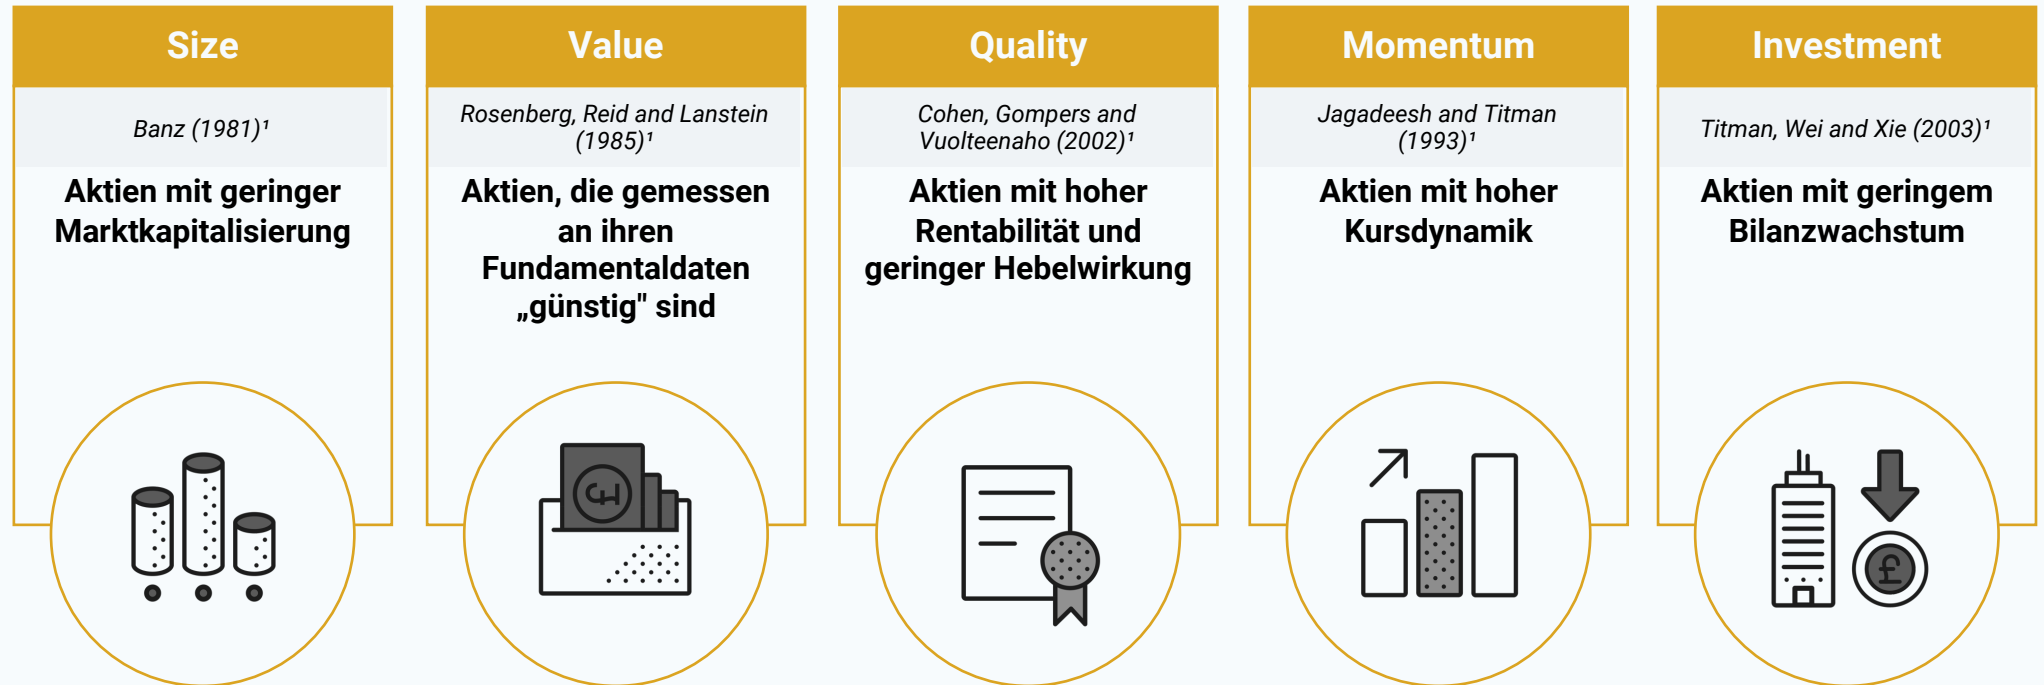 Size
Banz (1981)¹
Aktien mit geringer
Marktkapitalisierung
Value
Rosenberg, Reid and Lanstein
(1985)¹
Aktien, die gemessen
an ihren
Fundamentaldaten
„günstig" sind
£
Quality
Cohen, Gompers and
Vuolteenaho (2002)¹
Aktien mit hoher
Rentabilität und
geringer Hebelwirkung
Momentum
Jagadeesh and Titman
(1993)¹
Aktien mit hoher
Kursdynamik
Investment
Titman, Wei and Xie (2003)¹
Aktien mit geringem
Bilanzwachstum
£